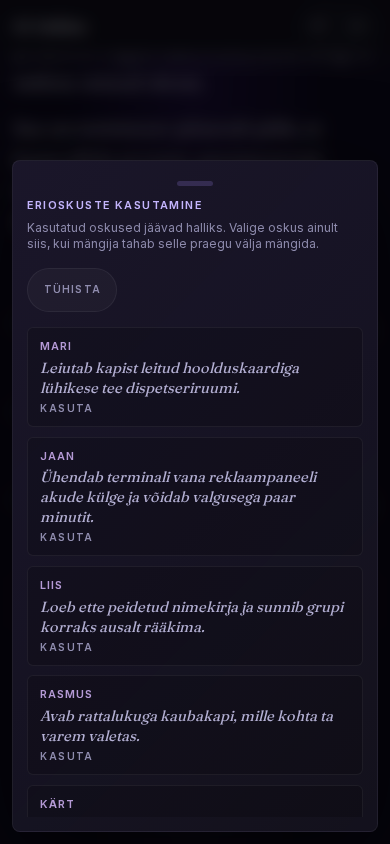 ERIOSKUSTE KASUTAMINE
Kasutatud oskused jäävad halliks. Valige oskus ainult
siis, kui mängija tahab selle praegu välja mängida.
TÜHISTA
MARI
Leiutab kapist leitud hoolduskaardiga
lühikese tee dispetseriruumi.
KASUTA
JAAN
Ühendab terminali vana reklaampaneeli
akude külge ja võidab valgusega paar
minutit.
KASUTA
LIIS
Loeb ette peidetud nimekirja ja sunnib grupi
korraks ausalt rääkima.
KASUTA
RASMUS
Avab rattalukuga kaubakapi, mille kohta ta
varem valetas.
KASUTA
KÄRT